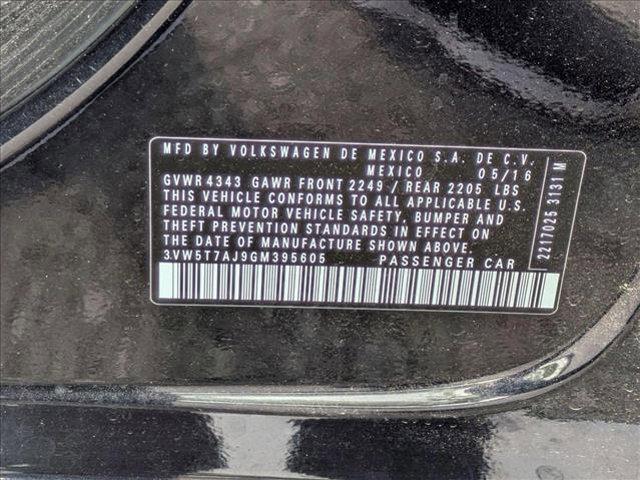 MFD BY VOLKSWAGEN DE MEXICO S.A. DE C.V.
MEXICO 05/16
GVWR 4343 GAWR FRONT 2249 / REAR 2205 LBS
THIS VEHICLE CONFORMS TO ALL APPLICABLE U.S.
FEDERAL MOTOR VEHICLE SAFETY, BUMPER AND
THEFT PREVENTION STANDARDS IN EFFECT ON
THE DATE OF MANUFACTURE SHOWN ABOVE.
3VW5T7AJ9GM395605 PASSENGER CAR
2217025 3T31 M